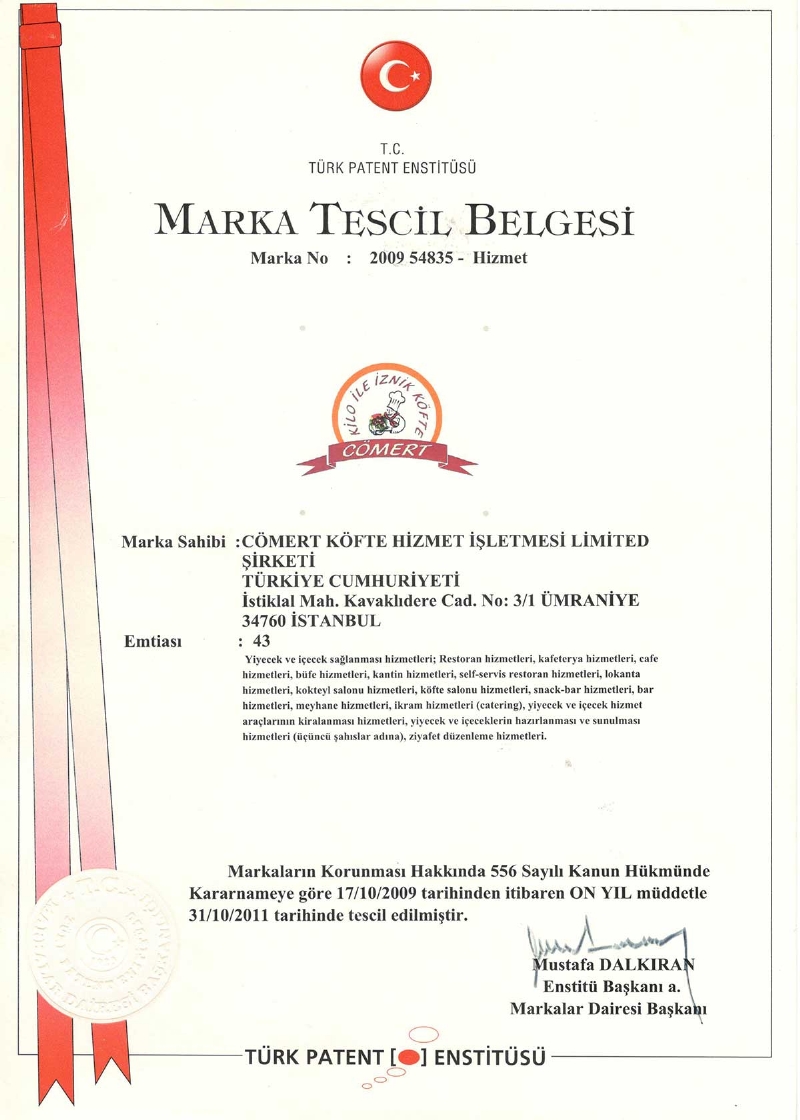 T.C.
TÜRK PATENT ENSTİTÜSÜ
MARKA TESCİL BELGESİ
Marka No : 2009 54835 - Hizmet
KİLO İLE İZNİK KÖFTE
CÖMERT
Marka Sahibi :CÖMERT KÖFTE HİZMET İŞLETMESİ LİMİTED
ŞİRKETİ
TÜRKİYE CUMHURİYETİ
İstiklal Mah. Kavaklıdere Cad. No: 3/1 ÜMRANİYE
34760 İSTANBUL
Emtiası : 43
Yiyecek ve içecek sağlanması hizmetleri; Restoran hizmetleri, kafeterya hizmetleri, cafe
hizmetleri, büfe hizmetleri, kantin hizmetleri, self-servis restoran hizmetleri, lokanta
hizmetleri, kokteyl salonu hizmetleri, köfte salonu hizmetleri, snack-bar hizmetleri, bar
hizmetleri, meyhane hizmetleri, ikram hizmetleri (catering), yiyecek ve içecek hizmet
araçlarının kiralanması hizmetleri, yiyecek ve içeceklerin hazırlanması ve sunulması
hizmetleri (üçüncü şahıslar adına), ziyafet düzenleme hizmetleri.
Markaların Korunması Hakkında 556 Sayılı Kanun Hükmünde
Kararnameye göre 17/10/2009 tarihinden itibaren ON YIL müddetle
31/10/2011 tarihinde tescil edilmiştir.
Mustafa DALKIRAN
Enstitü Başkanı a.
Markalar Dairesi Başkanı
TÜRK PATENT [ ] ENSTİTÜSÜ